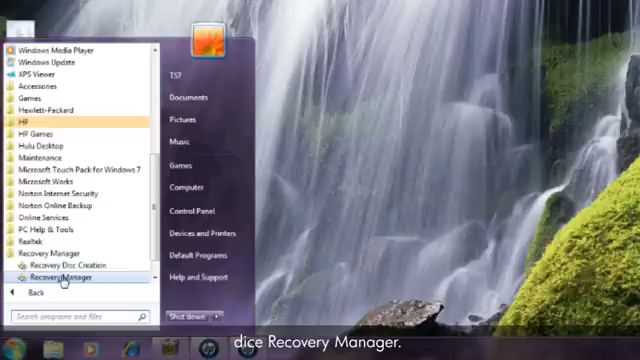 Windows Media Player
Windows Update
XPS Viewer
Accessories
Games
Hewlett-Packard
HP
HP Games
Hulu Desktop
Maintenance
Microsoft Touch Pack for Windows 7
Microsoft Works
Norton Internet Security
Norton Online Backup
Online Services
PC Help & Tools
Realtek
Recovery Manager
Recovery Disc Creation
Recovery Manager
Back
Search programs and files
Documents
Pictures
Music
Games
Computer
Control Panel
Devices and Printers
Default Programs
Help and Support
Shut down
dice Recovery Manager.